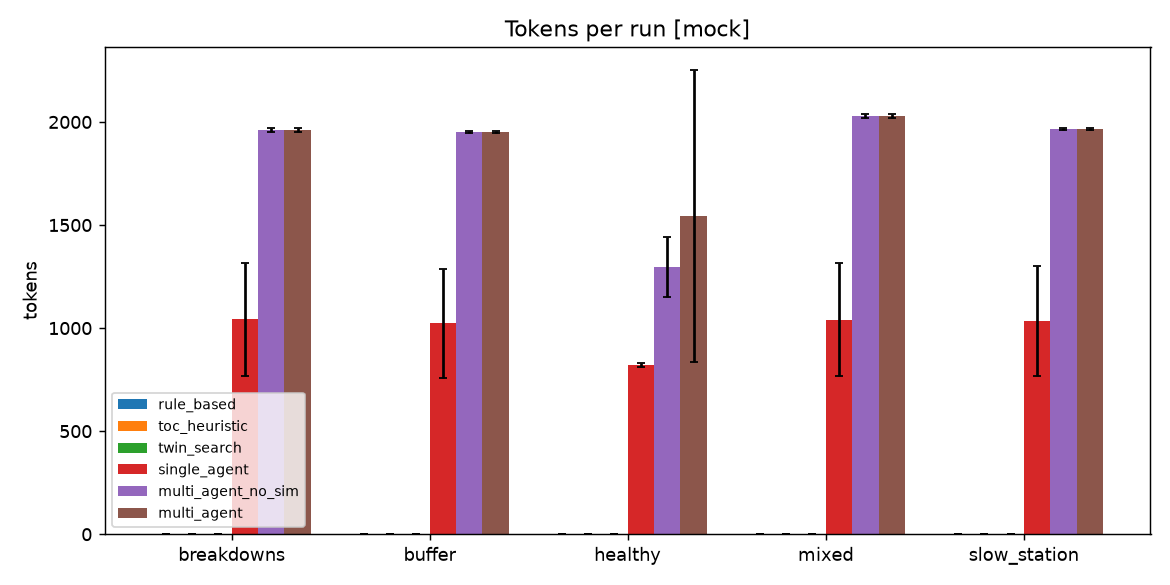 Tokens per run [mock]
tokens
2000
1500
1000
500
0
rule_based
toc_heuristic
twin_search
single_agent
multi_agent_no_sim
multi_agent
breakdowns
buffer
healthy
mixed
slow_station